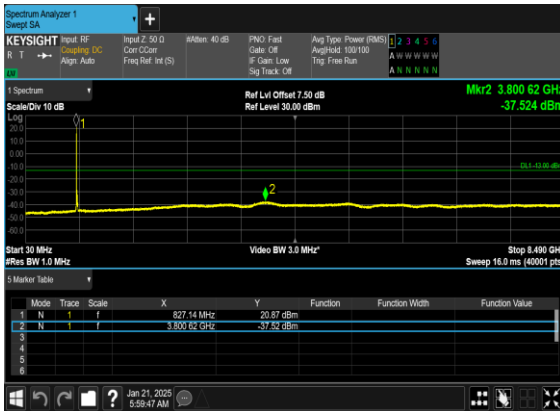 Spectrum Analyzer 1
Swept SA
+
KEYSIGHT Input: RF Input Z: 50 Ω #Atten: 40 dB PNO: Fast Avg Type: Power (RMS) 1 2 3 4 5 6
R T Coupling: DC Corr CCorr Gate: Off Avg|Hold: 100/100 A W W W W W
Align: Auto Freq Ref: Int (S) IF Gain: Low Trig: Free Run A N N N N N
LXI Sig Track: Off
1 Spectrum Ref Lvl Offset 7.50 dB Mkr2 3.800 62 GHz
Scale/Div 10 dB Ref Level 30.00 dBm -37.524 dBm
Log
1
20.0
10.0
0.00
-10.0
DL1 -13.00 dBm
-20.0
-30.0
2
-40.0
-50.0
-60.0
Start 30 MHz Video BW 3.0 MHz* Stop 8.490 GH
#Res BW 1.0 MHz Sweep 16.0 ms (40001 pts
5 Marker Table
Mode Trace Scale X Y Function Function Width Function Value
1 N 1 f 827.14 MHz 20.87 dBm
2 N 1 f 3.800 62 GHz -37.52 dBm
3
4
5
6
? Jan 21, 2025
5:59:47 AM